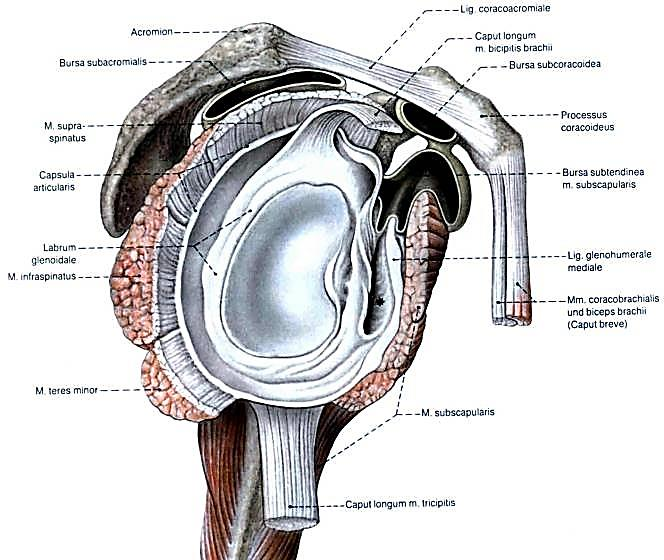 Lig. coracoacromiale
Acromion
Caput longum
m. bicipitis brachii
Bursa subacromialis
Bursa subcoracoidea
M. supra-
spinatus
Processus
coracoideus
Capsula
articularis
Bursa subtendinea
m. subscapularis
Labrum
glenoidale
M. infraspinatus
Lig. glenohumerale
mediale
Mm. coracobrachialis
und biceps brachii
(Caput breve)
*
M. teres minor
M. subscapularis
Caput longum m. tricipitis